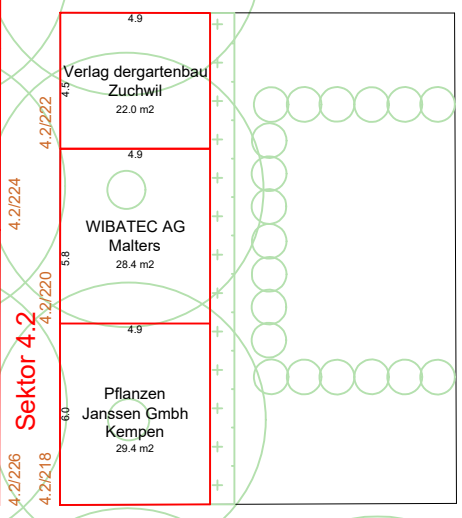 4.9
Verlag dergartenbau
Zuchwil
22.0 m2
4.5
4.2/222
4.9
4.2/224
WIBATEC AG
Malters
28.4 m2
5.8
4.2/220
4.9
Sektor 4.2
Pflanzen
Janssen Gmbh
Kempen
29.4 m2
6.0
4.2/226
4.2/218